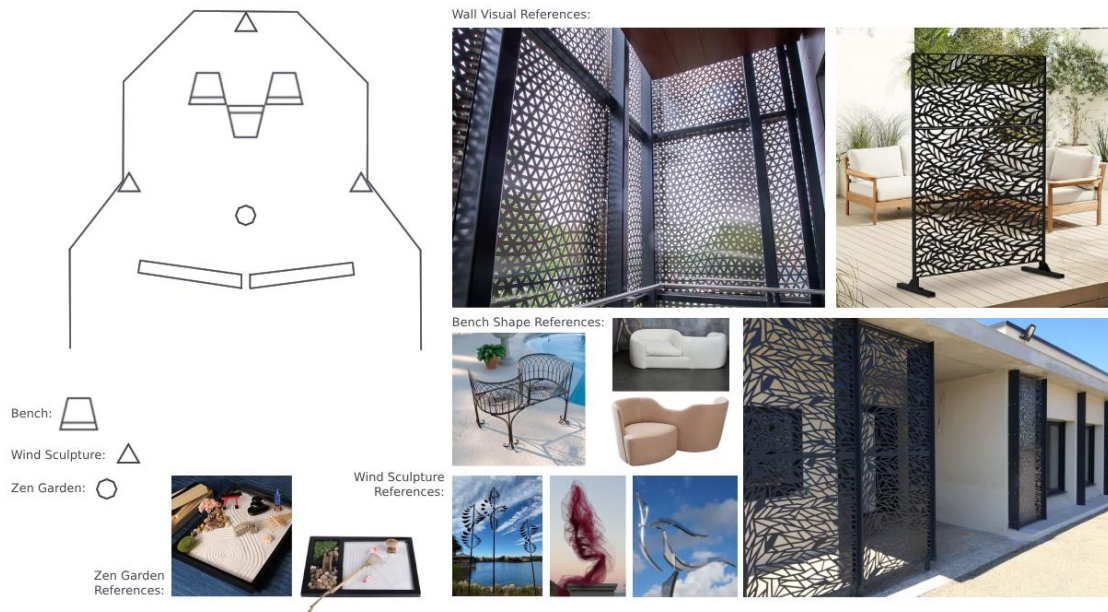 Wall Visual References:
Bench Shape References:
Bench:
Wind Sculpture:
Zen Garden:
Wind Sculpture
References:
Zen Garden
References: